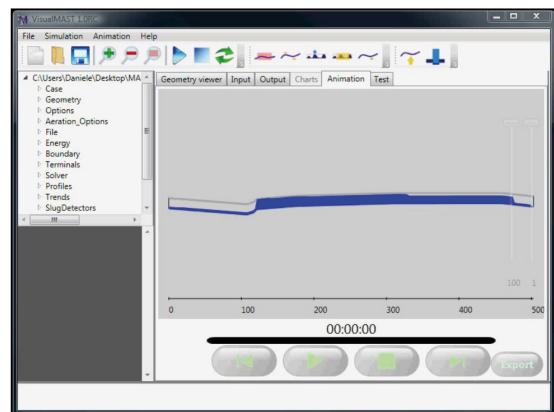 VisualMAST 1.0RC
File Simulation Animation Help
C:\Users\Daniele\Desktop\MA
Case
Geometry
Options
Aeration_Options
File
Energy
Boundary
Terminals
Solver
Profiles
Trends
SlugDetectors
Geometry viewer Input Output Charts Animation Test
100 1
0 100 200 300 400 500
00:00:00
Export